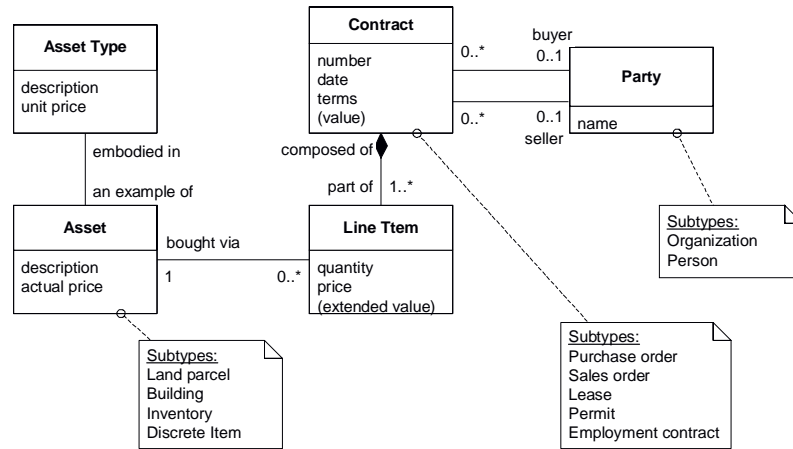 Asset Type
description
unit price
embodied in
an example of
Asset
description
actual price
bought via
1
0..*
Subtypes:
Land parcel
Building
Inventory
Discrete Item
Contract
number
date
terms
(value)
composed of
part of
1..*
Line Ttem
quantity
price
(extended value)
0..*
buyer
0..1
0..*
0..1
seller
Party
name
Subtypes:
Organization
Person
Subtypes:
Purchase order
Sales order
Lease
Permit
Employment contract